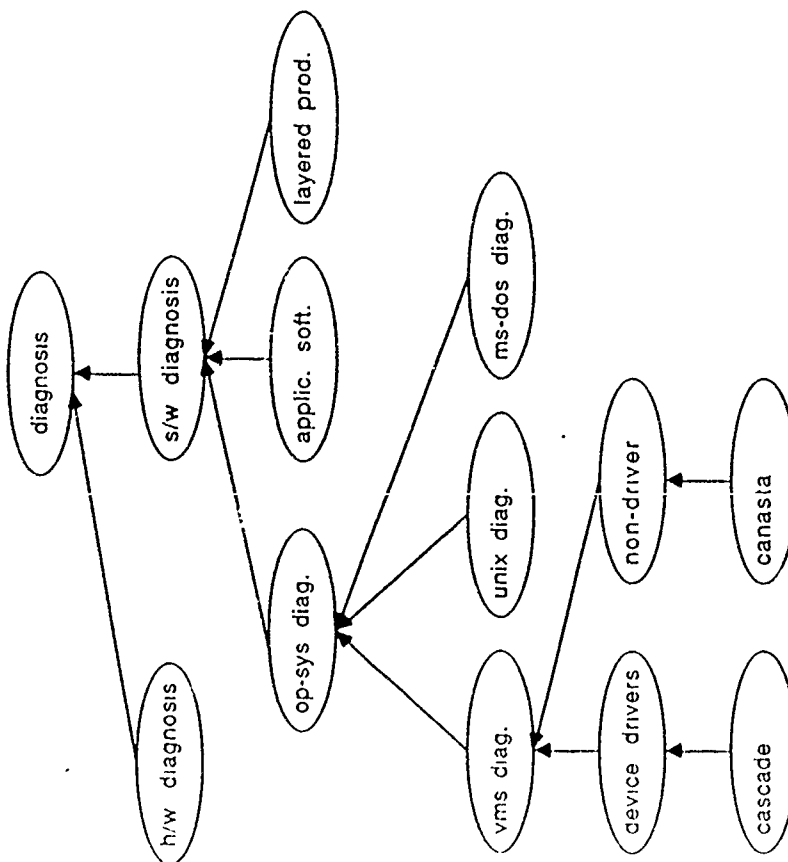 diagnosis
h/w diagnosis
s/w diagnosis
op-sys diag.
applic. soft.
layered prod.
vms diag.
unix diag.
ms-dos diag.
device drivers
non-driver
cascade
canasta